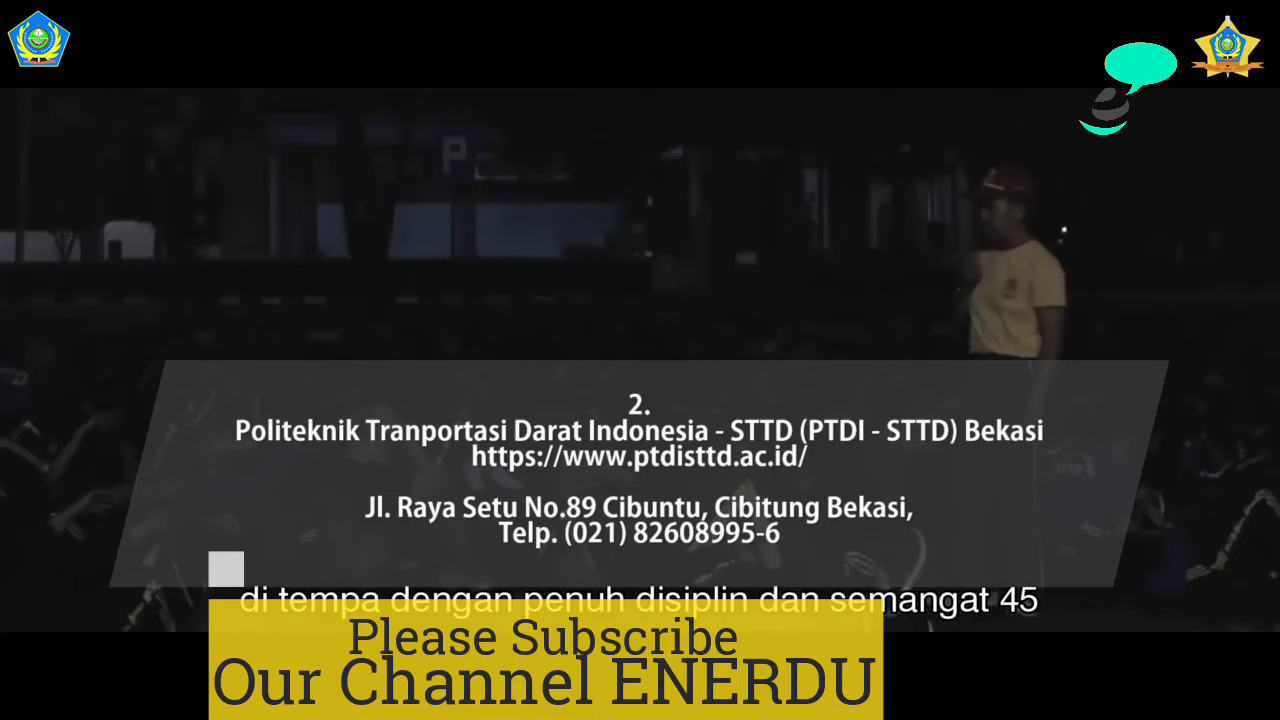 P
2.
Politeknik Tranportasi Darat Indonesia - STTD (PTDI - STTD) Bekasi
https://www.ptdisttd.ac.id/
Jl. Raya Setu No.89 Cibuntu, Cibitung Bekasi,
Telp. (021) 82608995-6
di tempa dengan penuh disiplin dan semangat 45
Please Subscribe
Our Channel ENERDU